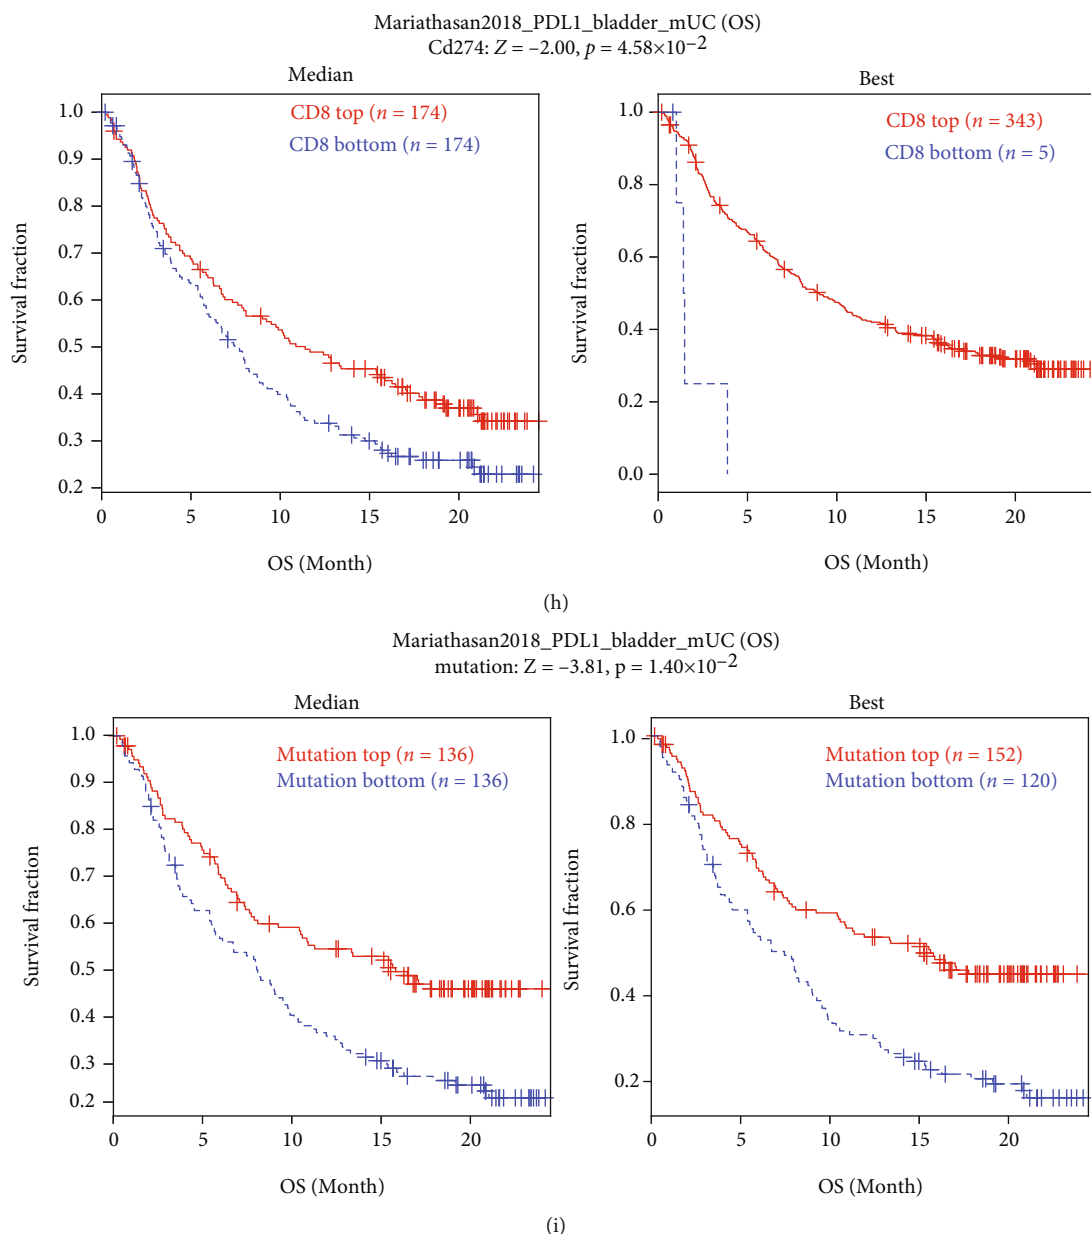 Mariathasan2018_PDL1_bladder_mUC (OS)
Cd274: Z = –2.00, p = 4.58×10–2
Median
Best
CD8 top (n = 174)
CD8 bottom (n = 174)
CD8 top (n = 343)
CD8 bottom (n = 5)
Survival fraction
1.0
0.9
0.8
0.7
0.6
0.5
0.4
0.3
0.2
0
5
10
15
20
OS (Month)
Survival fraction
1.0
0.8
0.6
0.4
0.2
0.0
0
5
10
15
20
OS (Month)
(h)
Mariathasan2018_PDL1_bladder_mUC (OS)
mutation: Z = –3.81, p = 1.40×10–2
Median
Best
Mutation top (n = 136)
Mutation bottom (n = 136)
Mutation top (n = 152)
Mutation bottom (n = 120)
Survival fraction
1.0
0.9
0.8
0.7
0.6
0.5
0.4
0.3
0.2
0
5
10
15
20
OS (Month)
Survival fraction
1.0
0.8
0.6
0.4
0.2
0
5
10
15
20
OS (Month)
(i)